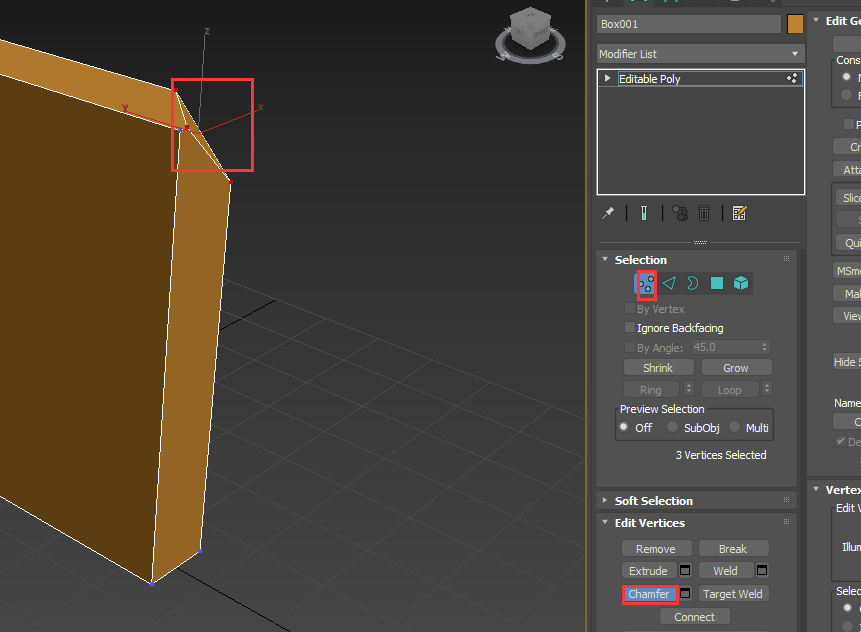 z
y
x
Box001
Modifier List
Editable Poly
Selection
By Vertex
Ignore Backfacing
By Angle: 45.0
Shrink Grow
Ring Loop
Preview Selection
Off SubObj Multi
3 Vertices Selected
Soft Selection
Edit Vertices
Remove Break
Extrude Weld
Chamfer Target Weld
Connect
Edit Ge
Cons
P
Cr
Atta
Slice
Qui
MSmo
Mak
View
Hide S
Name
C
De
Vertex
Edit V
Illum
Selec